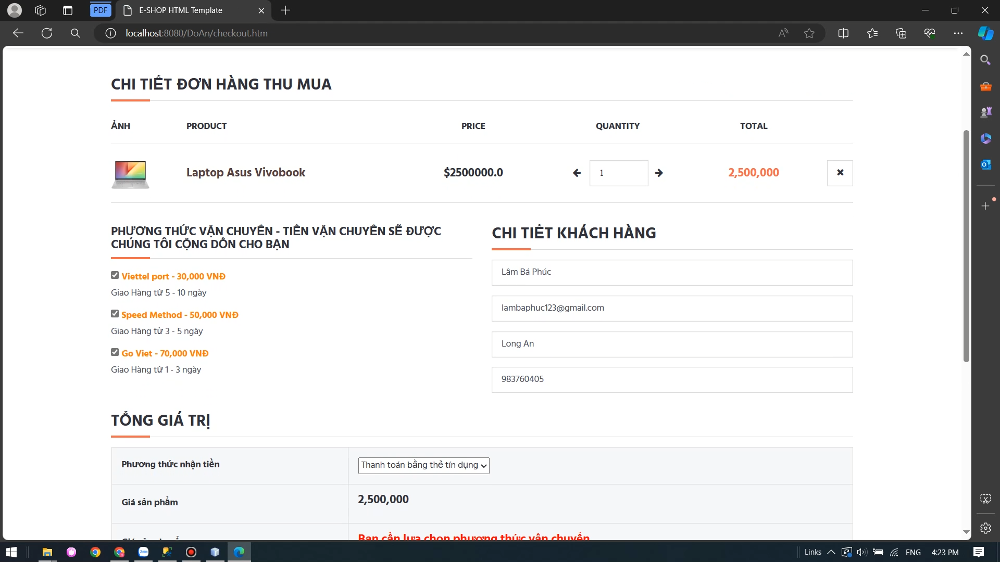 PDF
E-SHOP HTML Template
localhost:8080/DoAn/checkout.htm
CHI TIẾT ĐƠN HÀNG THU MUA
ẢNH PRODUCT PRICE QUANTITY TOTAL
Laptop Asus Vivobook $2500000.0 1 2,500,000
PHƯƠNG THỨC VẬN CHUYỂN - TIỀN VẬN CHUYỂN SẼ ĐƯỢC
CHÚNG TÔI CỘNG DỒN CHO BẠN
Viettel port - 30,000 VNĐ
Giao Hàng từ 5 - 10 ngày
Speed Method - 50,000 VNĐ
Giao Hàng từ 3 - 5 ngày
Go Viet - 70,000 VNĐ
Giao Hàng từ 1 - 3 ngày
CHI TIẾT KHÁCH HÀNG
Lâm Bá Phúc
lambaphuc123@gmail.com
Long An
983760405
TỔNG GIÁ TRỊ
Phương thức nhận tiền Thanh toán bằng thẻ tín dụng
Giá sản phẩm 2,500,000
Bạn cần lựa chọn phương thức vận chuyển
Zalo
Links ENG 4:23 PM